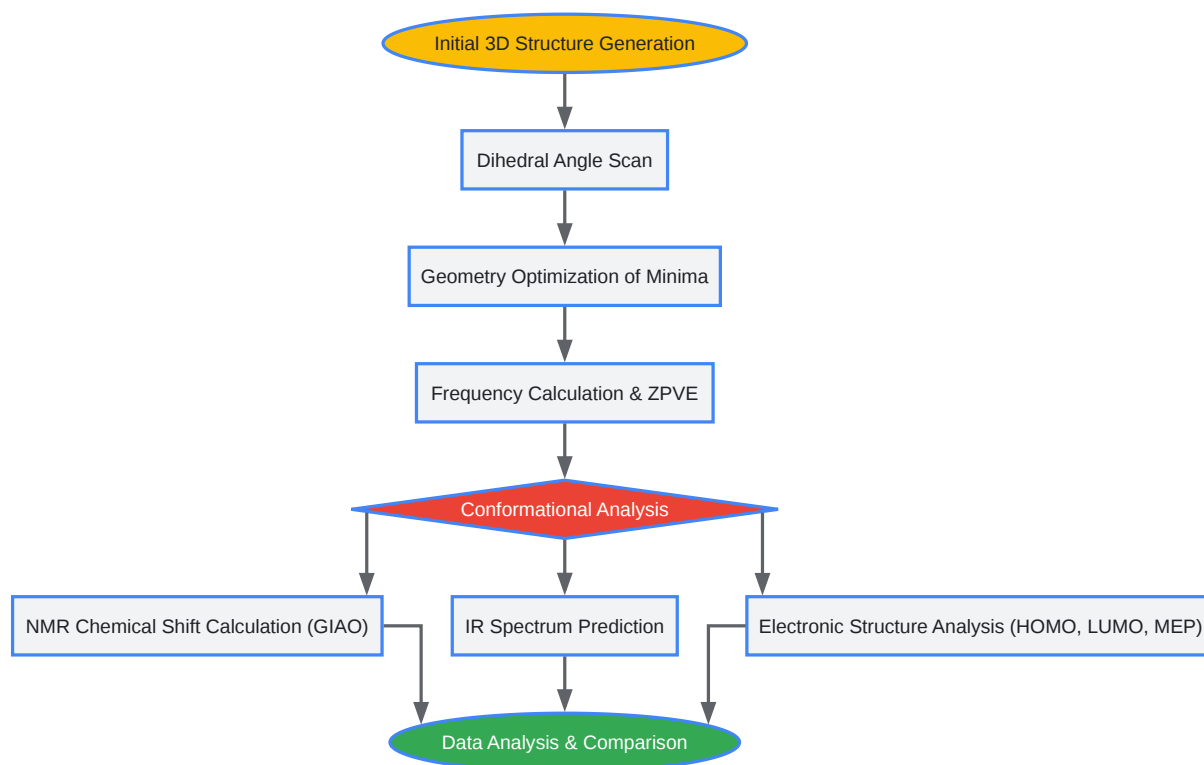 Initial 3D Structure Generation
Dihedral Angle Scan
Geometry Optimization of Minima
Frequency Calculation & ZPVE
Conformational Analysis
NMR Chemical Shift Calculation (GIAO)
IR Spectrum Prediction
Electronic Structure Analysis (HOMO, LUMO, MEP)
Data Analysis & Comparison